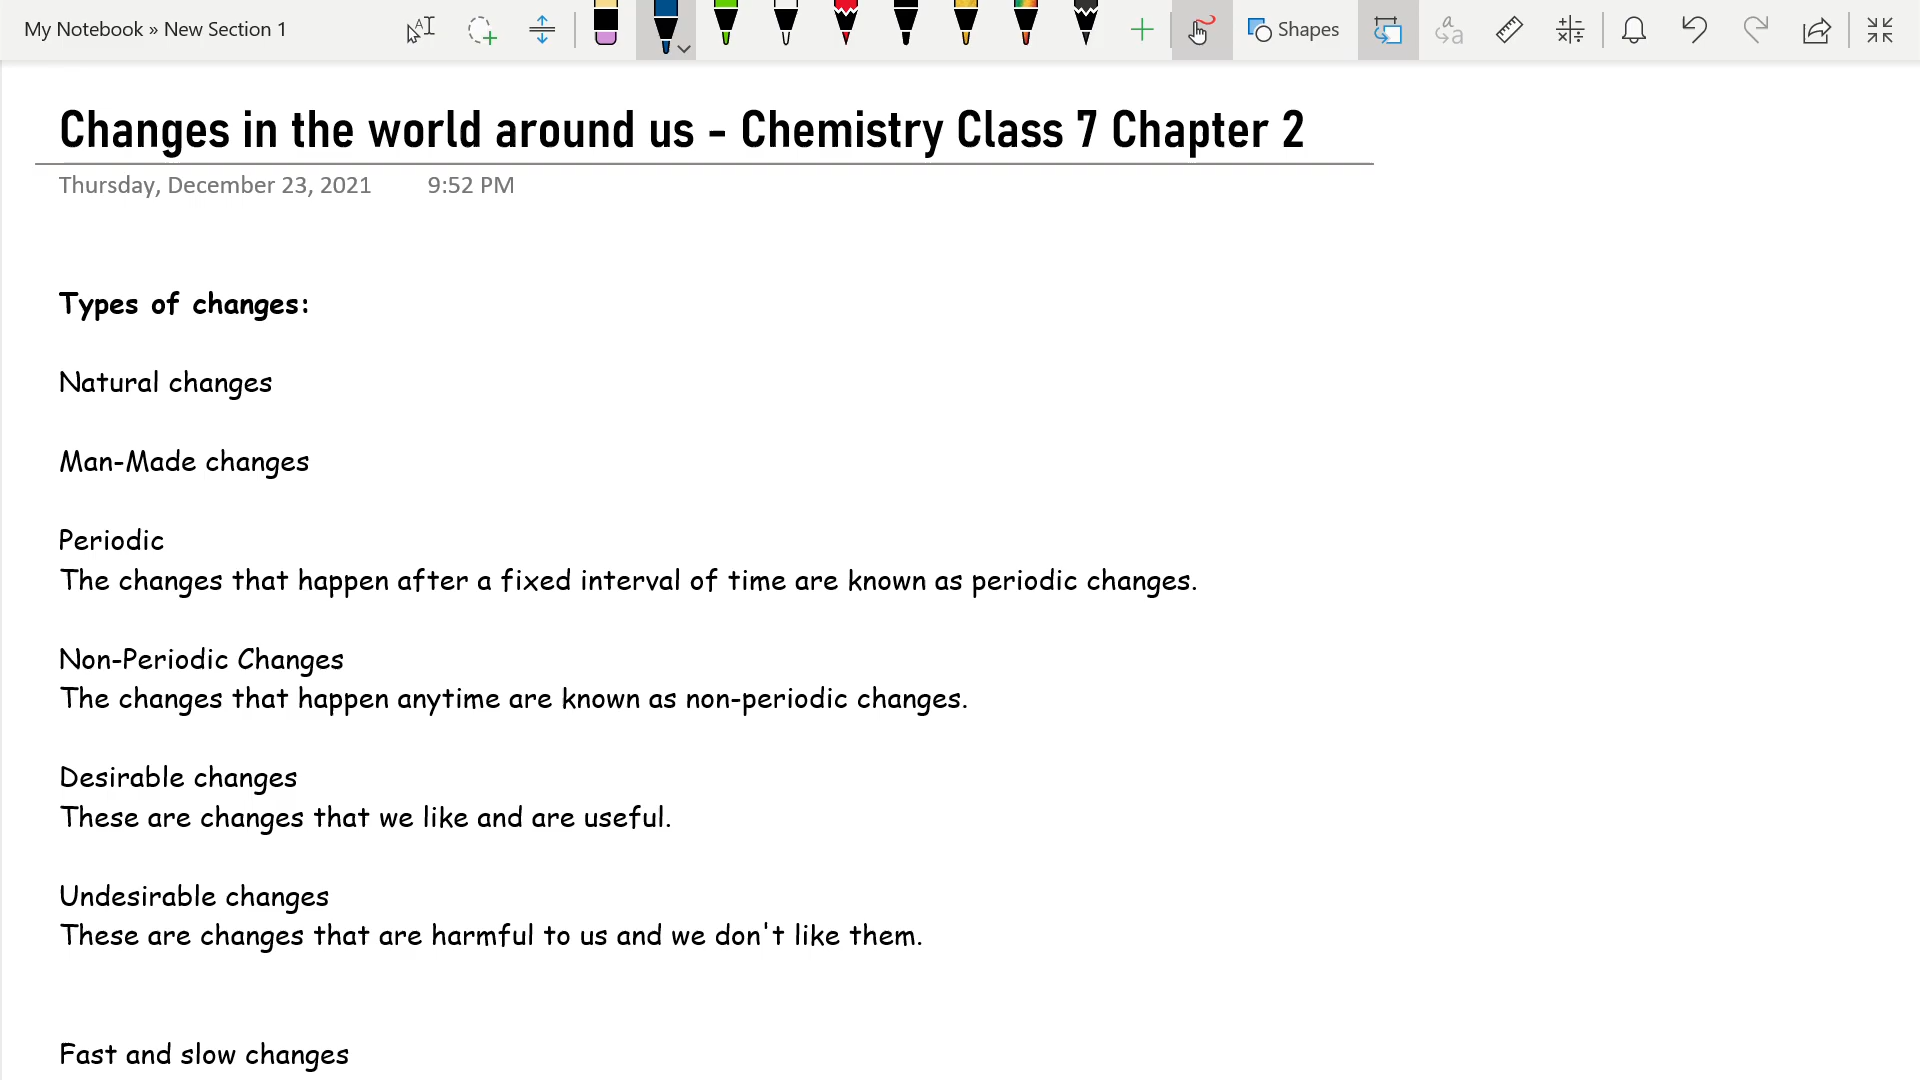 My Notebook » New Section 1
Shapes
Changes in the world around us - Chemistry Class 7 Chapter 2
Thursday, December 23, 2021 9:52 PM
Types of changes:
Natural changes
Man-Made changes
Periodic
The changes that happen after a fixed interval of time are known as periodic changes.
Non-Periodic Changes
The changes that happen anytime are known as non-periodic changes.
Desirable changes
These are changes that we like and are useful.
Undesirable changes
These are changes that are harmful to us and we don't like them.
Fast and slow changes